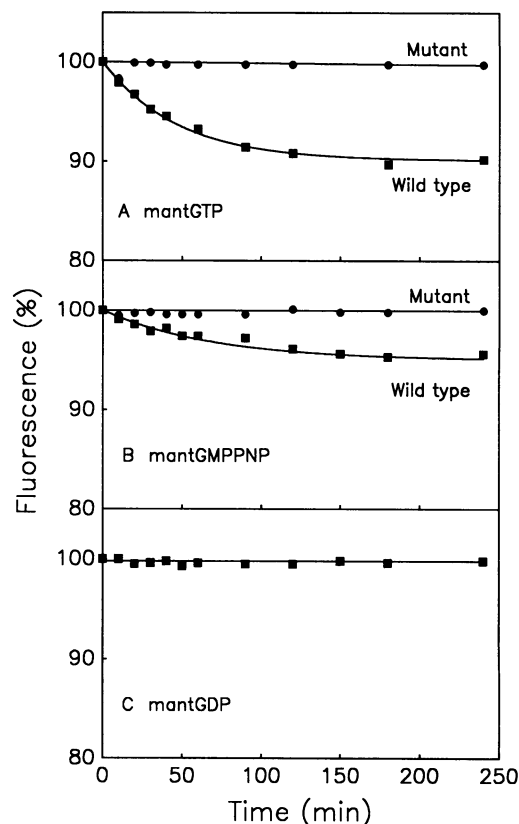 Fluorescence (%)
100
90
80
Mutant
Wild type
A mantGTP
100
90
80
Mutant
Wild type
B mantGMPPNP
100
90
80
C mantGDP
0 50 100 150 200 250
Time (min)